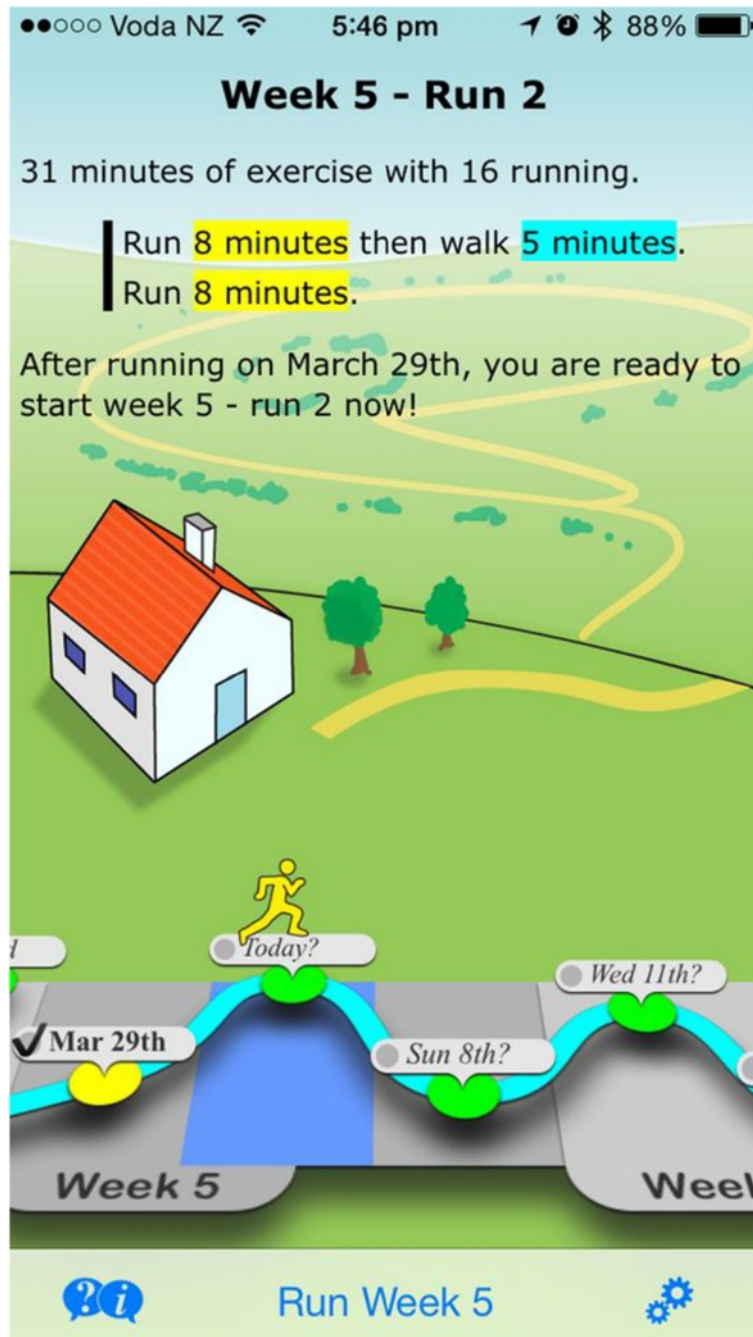 Voda NZ 5:46 pm 88%
Week 5 - Run 2
31 minutes of exercise with 16 running.
Run 8 minutes then walk 5 minutes.
Run 8 minutes.
After running on March 29th, you are ready to
start week 5 - run 2 now!
Today?
Wed 11th?
Mar 29th
Sun 8th?
Week 5
? i Run Week 5